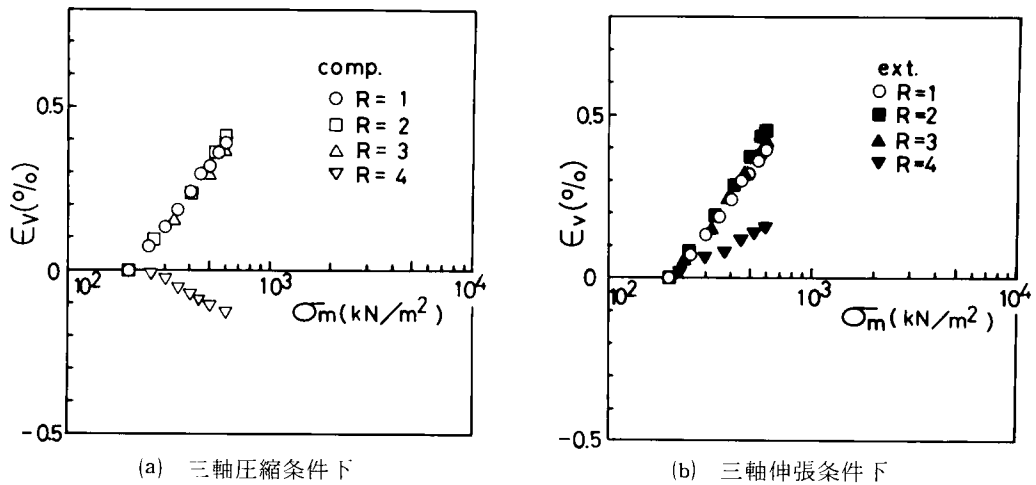 comp.
○ R = 1
□ R = 2
△ R = 3
▽ R = 4
0.5
0
-0.5
εv(%)
10²
10³
10⁴
σm(kN/m²)
(a) 三軸圧縮条件下
ext.
○ R=1
■ R=2
▲ R=3
▼ R=4
0.5
0
-0.5
εv(%)
10²
10³
10⁴
σm(kN/m²)
(b) 三軸伸張条件下